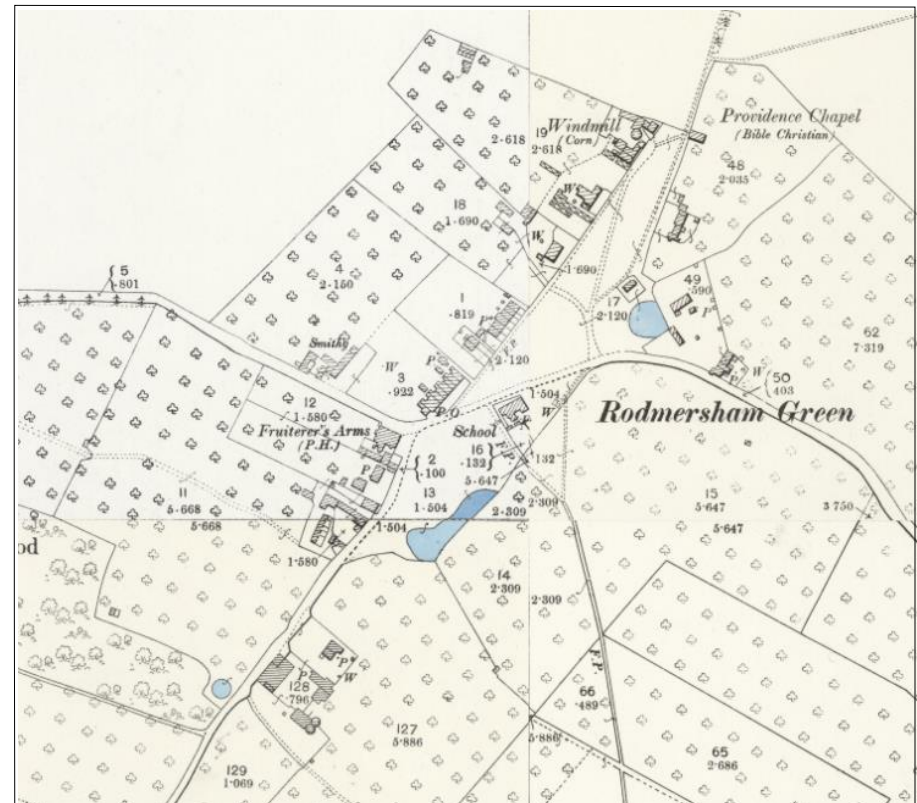 19
2·618
Windmill
(Corn)
Providence Chapel
(Bible Christian)
48
2·035
2·618
18
1·690
W
W
1·690
4
2·150
5
·801
1
·819
P
2·120
17
2·120
49
·590
P
62
7·319
Smithy
W
3
·922
P
P.O
1·504
W
P
W
50
·403
Rodmersham Green
12
1·580
Fruiterer's Arms
(P.H.)
School
16
·132
5·647
F.P.
·132
2
·100
P
13
1·504
11
5·668
5·668
1·504
2·309
2·309
15
5·647
5·647
3·750
od
1·580
14
2·309
2·309
F.P.
P
W
P
128
·796
66
·489
127
5·886
5·886
65
2·686
129
1·069